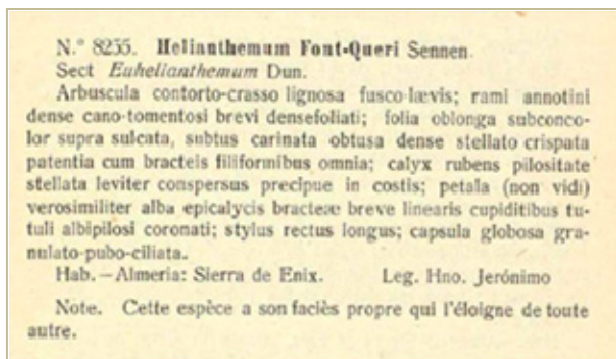 N.° 8255. Helianthemum Font-Queri Sennen.
Sect Euhelianthemum Dun.
Arbuscula contorto-crasso lignosa fusco-lævis; rami annotini
dense cano-tomentosi brevi densefoliati; folia oblonga subconco-
lor supra sulcata, subtus carinata obtusa dense stellato crispata
patentia cum bracteis filiformibus omnia; calyx rubens pilositate
stellata leviter conspersus precipue in costis; petala (non vidi)
verosimiliter alba epicalycis bracteæ breve linearis cupiditibus tu-
tuli albipilosi coronati; stylus rectus longus; capsula globosa gra-
nulato-pubo-ciliata.
Hab.—Almeria: Sierra de Enix. Leg. Hno. Jerónimo
Note. Cette espèce a son faciès propre qui l'éloigne de toute
autre.